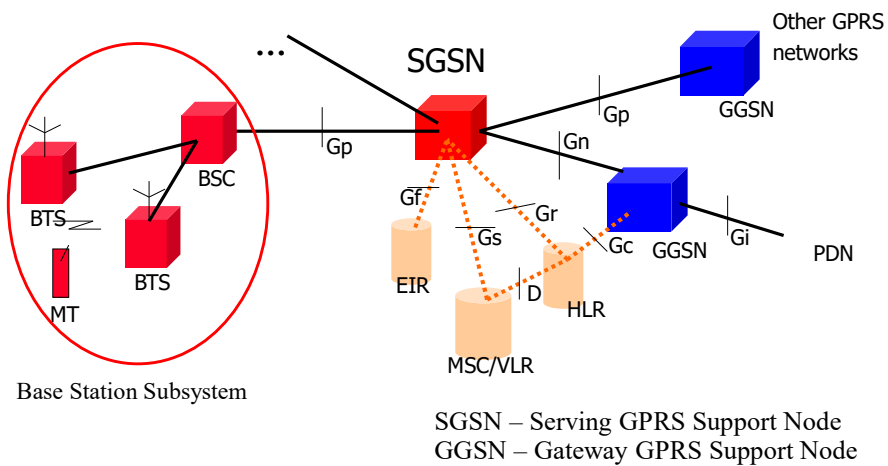 Other GPRS
networks
...
SGSN
GGSN
Gp
Gp
Gn
BSC
BTS
Gf
Gr
Gs
Gc
GGSN
Gi
PDN
BTS
EIR
D
HLR
MT
MSC/VLR
Base Station Subsystem
SGSN – Serving GPRS Support Node
GGSN – Gateway GPRS Support Node